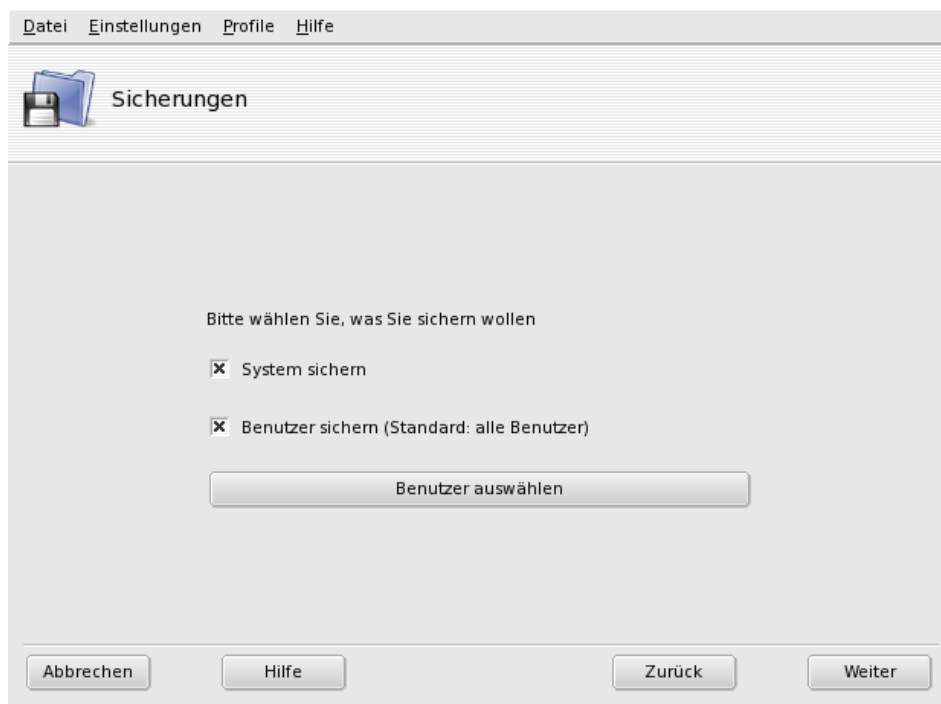 Datei Einstellungen Profile Hilfe
Sicherungen
Bitte wählen Sie, was Sie sichern wollen
System sichern
Benutzer sichern (Standard: alle Benutzer)
Benutzer auswählen
Abbrechen Hilfe Zurück Weiter